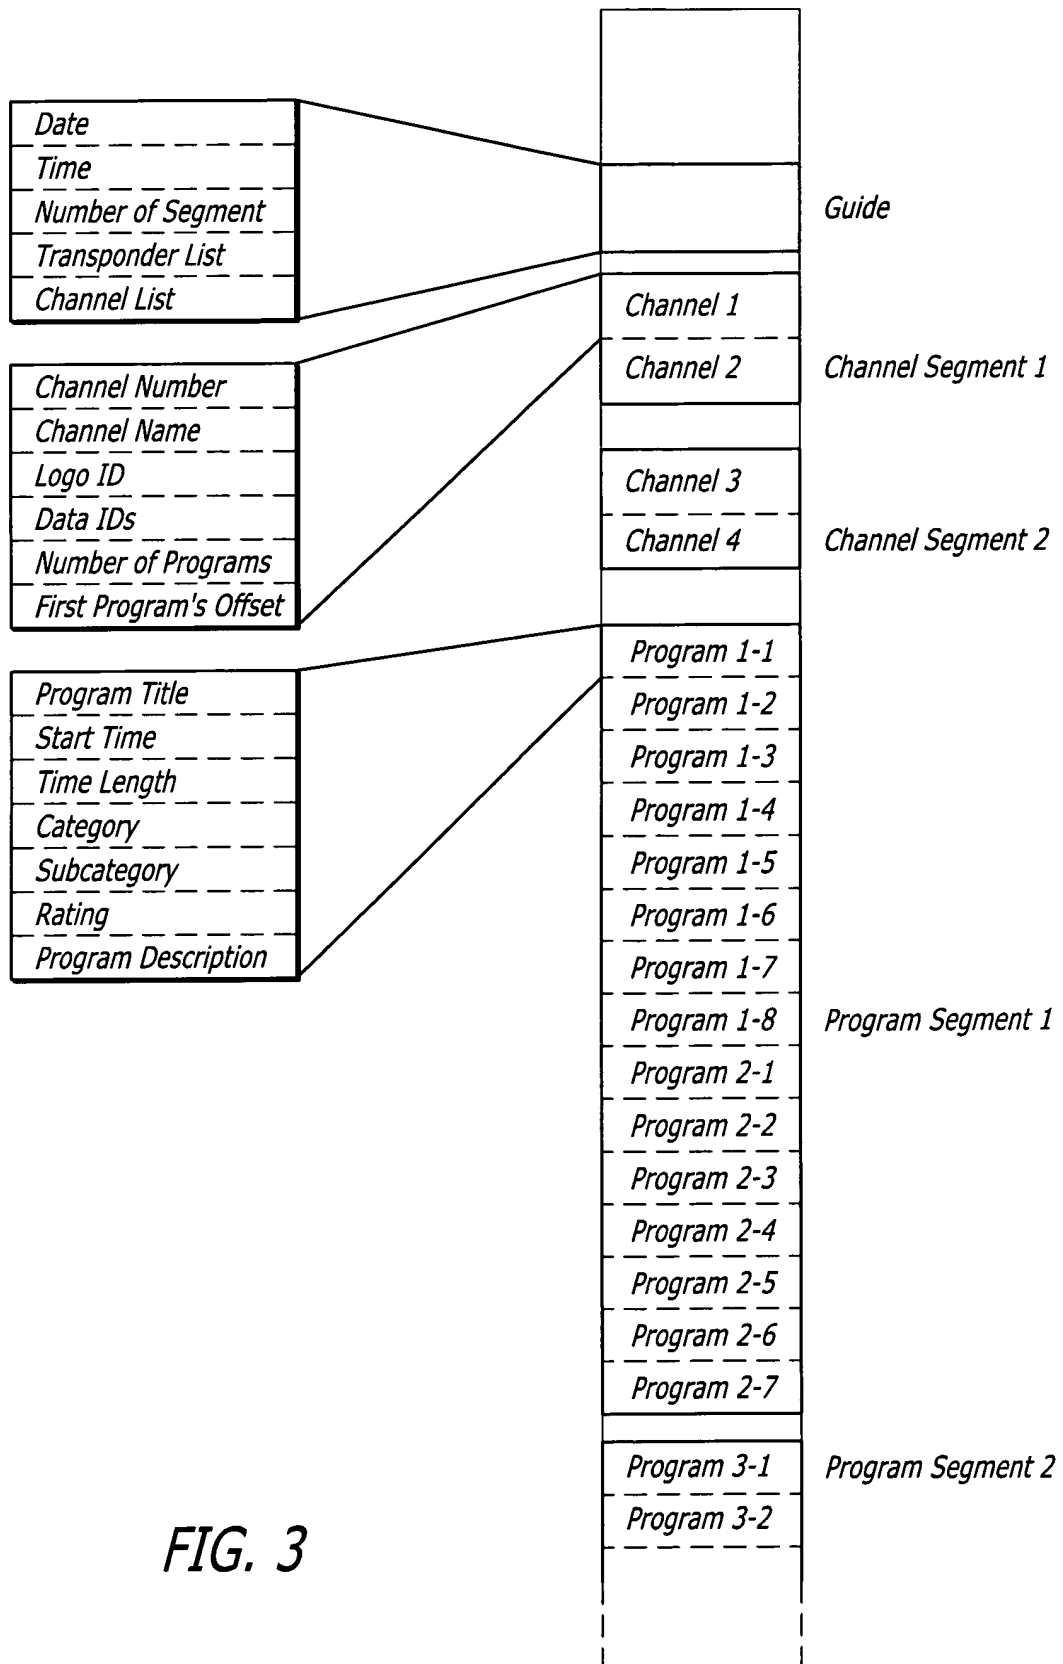 Date
Time
Number of Segment
Transponder List
Channel List
Channel Number
Channel Name
Logo ID
Data IDs
Number of Programs
First Program's Offset
Program Title
Start Time
Time Length
Category
Subcategory
Rating
Program Description
Guide
Channel 1
Channel 2
Channel Segment 1
Channel 3
Channel 4
Channel Segment 2
Program 1-1
Program 1-2
Program 1-3
Program 1-4
Program 1-5
Program 1-6
Program 1-7
Program 1-8
Program Segment 1
Program 2-1
Program 2-2
Program 2-3
Program 2-4
Program 2-5
Program 2-6
Program 2-7
Program 3-1
Program Segment 2
Program 3-2
FIG. 3